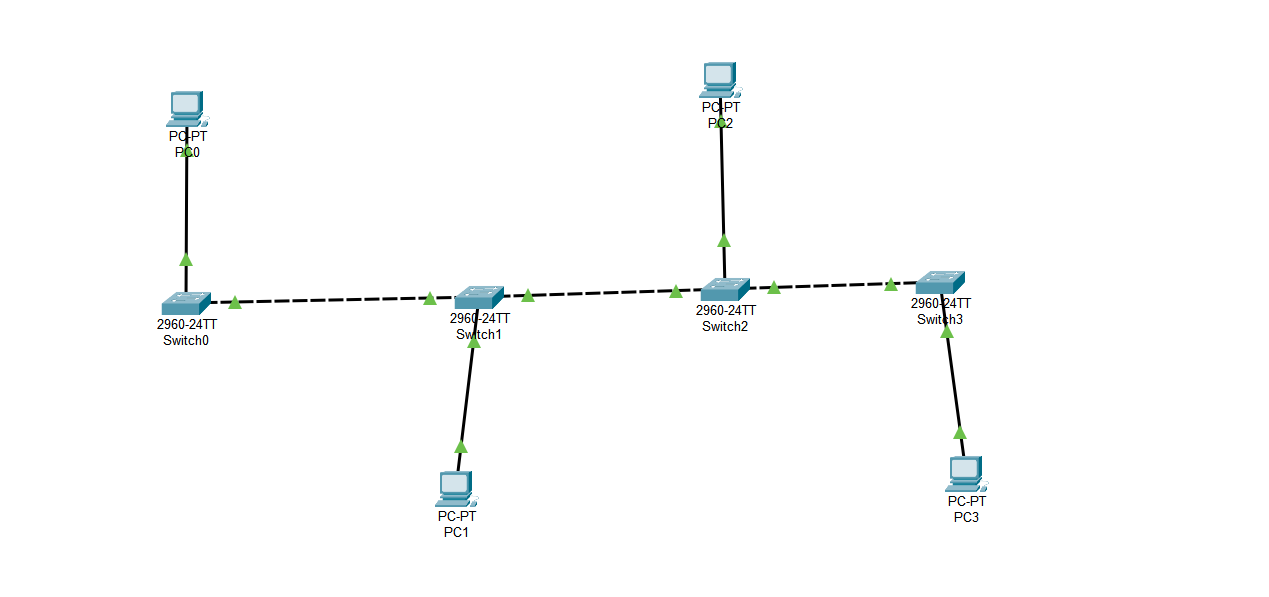 PC-PT
PC0
PC-PT
PC2
2960-24TT
Switch0
2960-24TT
Switch1
2960-24TT
Switch2
2960-24TT
Switch3
PC-PT
PC1
PC-PT
PC3